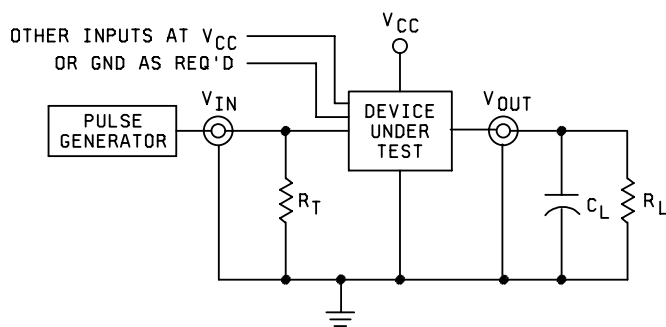 OTHER INPUTS AT VCC
OR GND AS REQ'D
VCC
VIN
VOUT
PULSE
GENERATOR
DEVICE
UNDER
TEST
RT
CL
RL